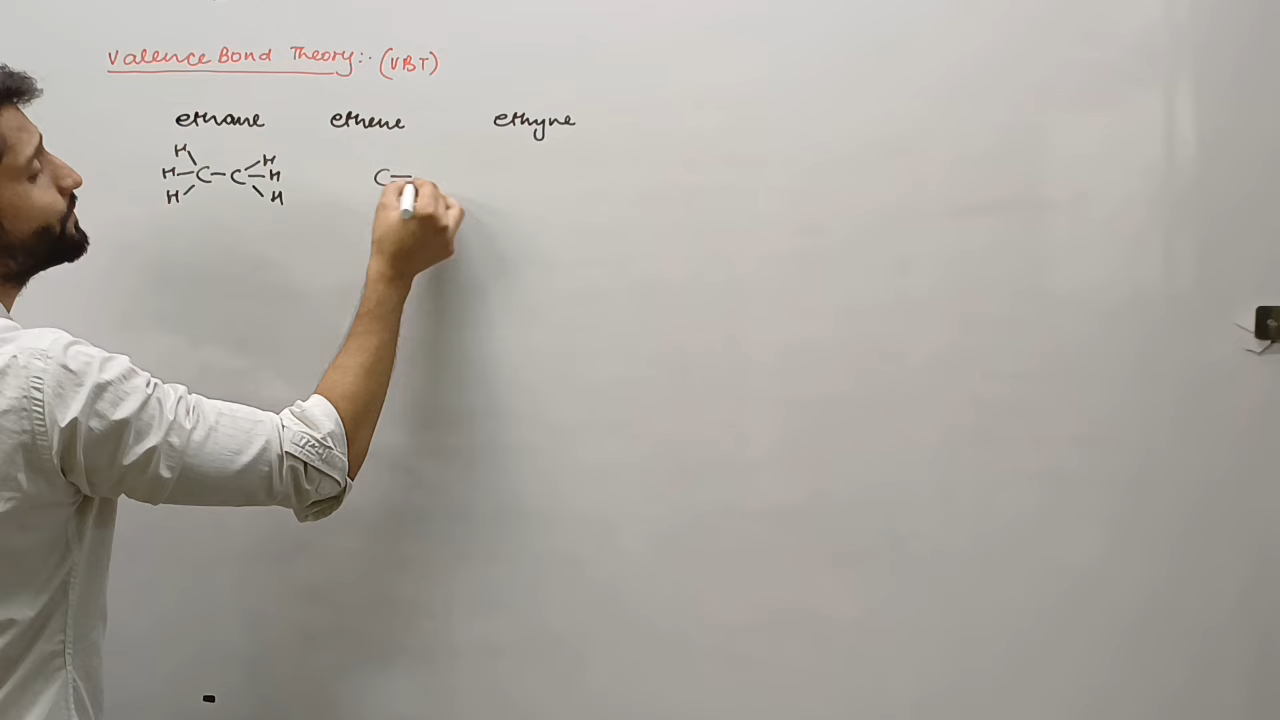 Valence Bond Theory:- (VBT)
ethane ethene ethyne
H H
H-C-C-H C-
H H